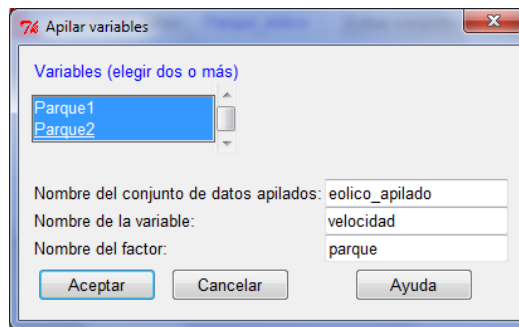 Apilar variables
Variables (elegir dos o más)
Parque1
Parque2
Nombre del conjunto de datos apilados: eolico_apilado
Nombre de la variable: velocidad
Nombre del factor: parque
Aceptar Cancelar Ayuda